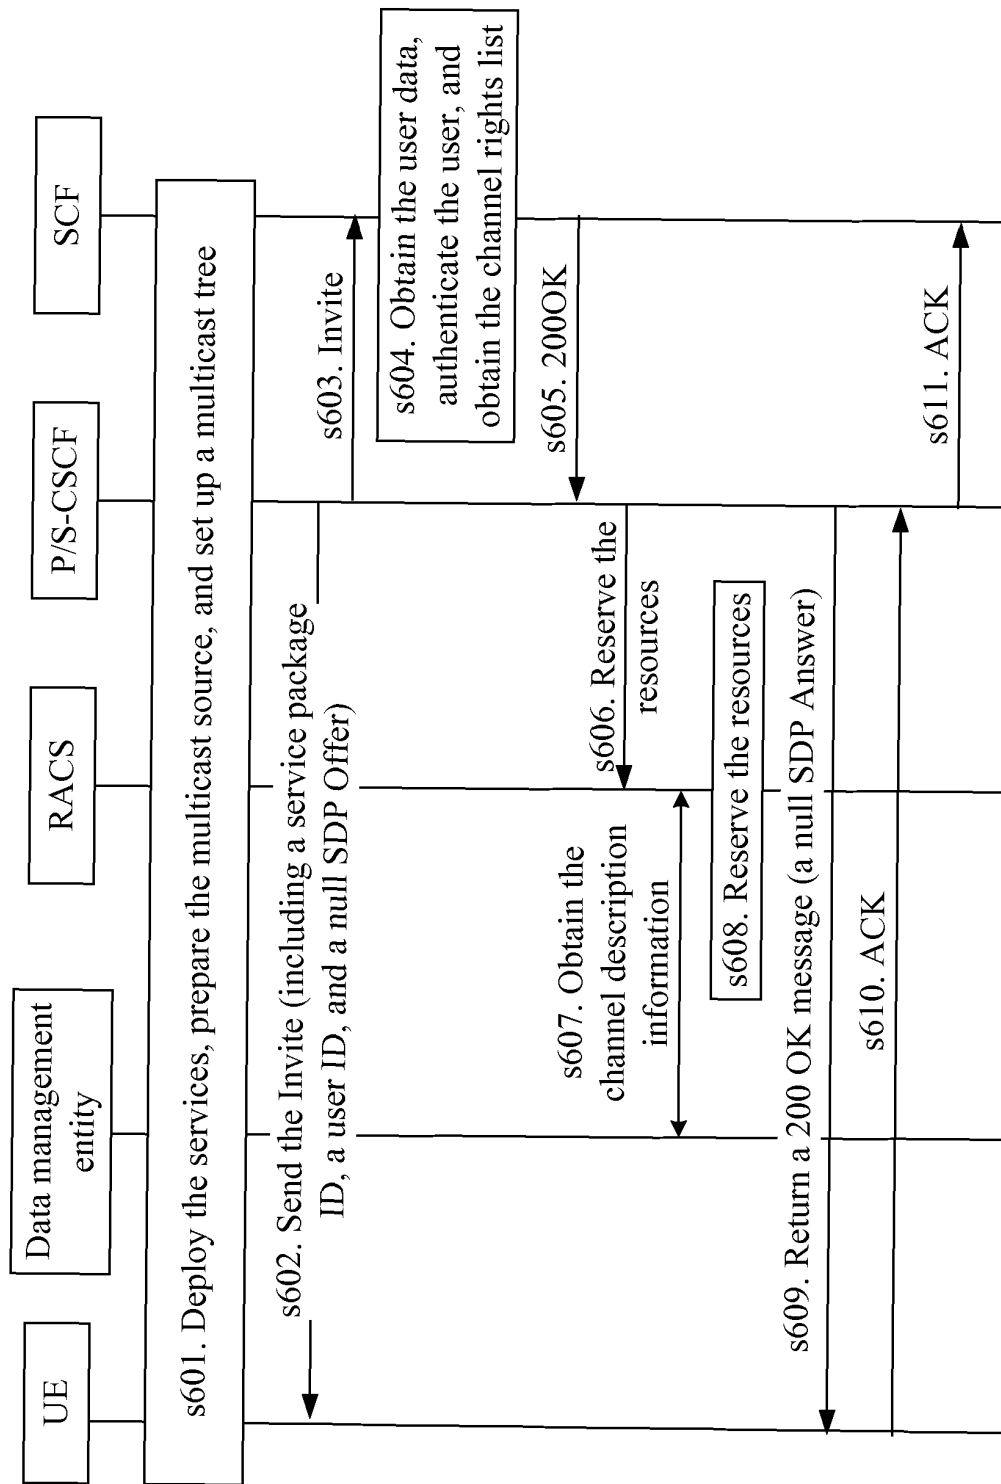 UE
Data management
entity
RACS
P/S-CSCF
SCF
s601. Deploy the services, prepare the multicast source, and set up a multicast tree
s602. Send the Invite (including a service package
ID, a user ID, and a null SDP Offer)
s603. Invite
s604. Obtain the user data,
authenticate the user, and
obtain the channel rights list
s605. 200OK
s606. Reserve the
resources
s607. Obtain the
channel description
information
s608. Reserve the resources
s609. Return a 200 OK message (a null SDP Answer)
s610. ACK
s611. ACK